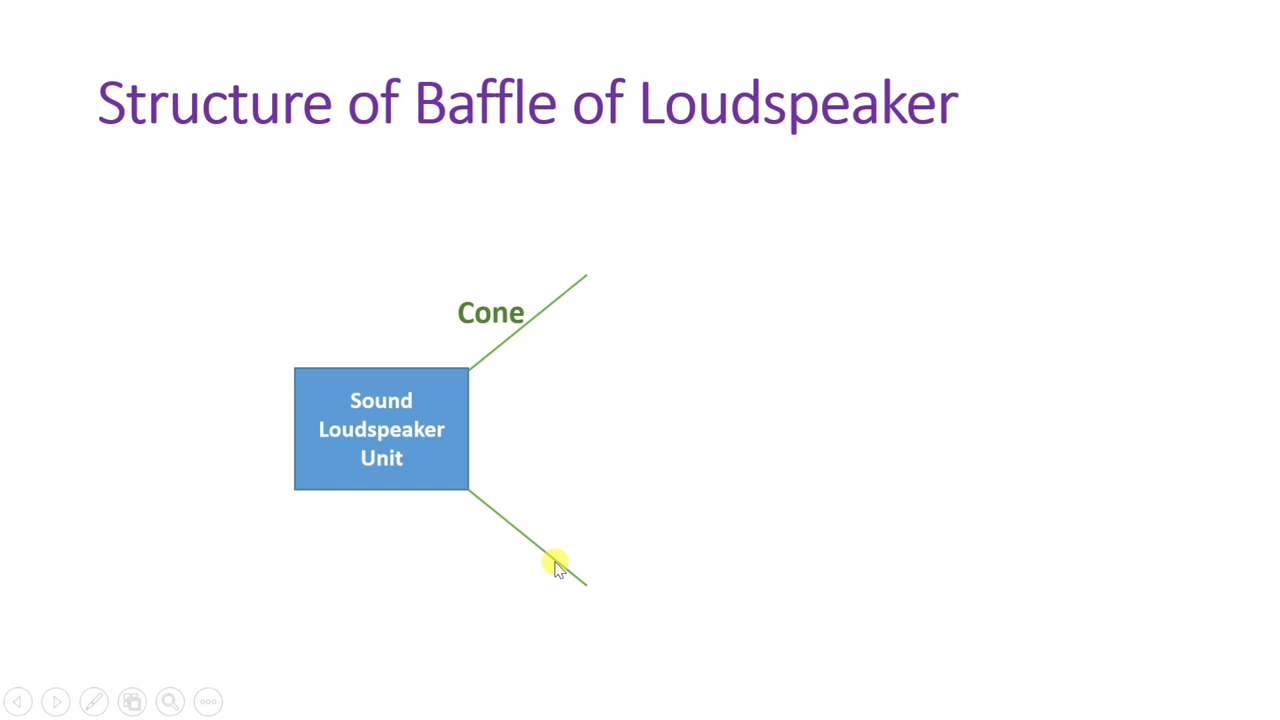 Structure of Baffle of Loudspeaker
Cone
Sound
Loudspeaker
Unit